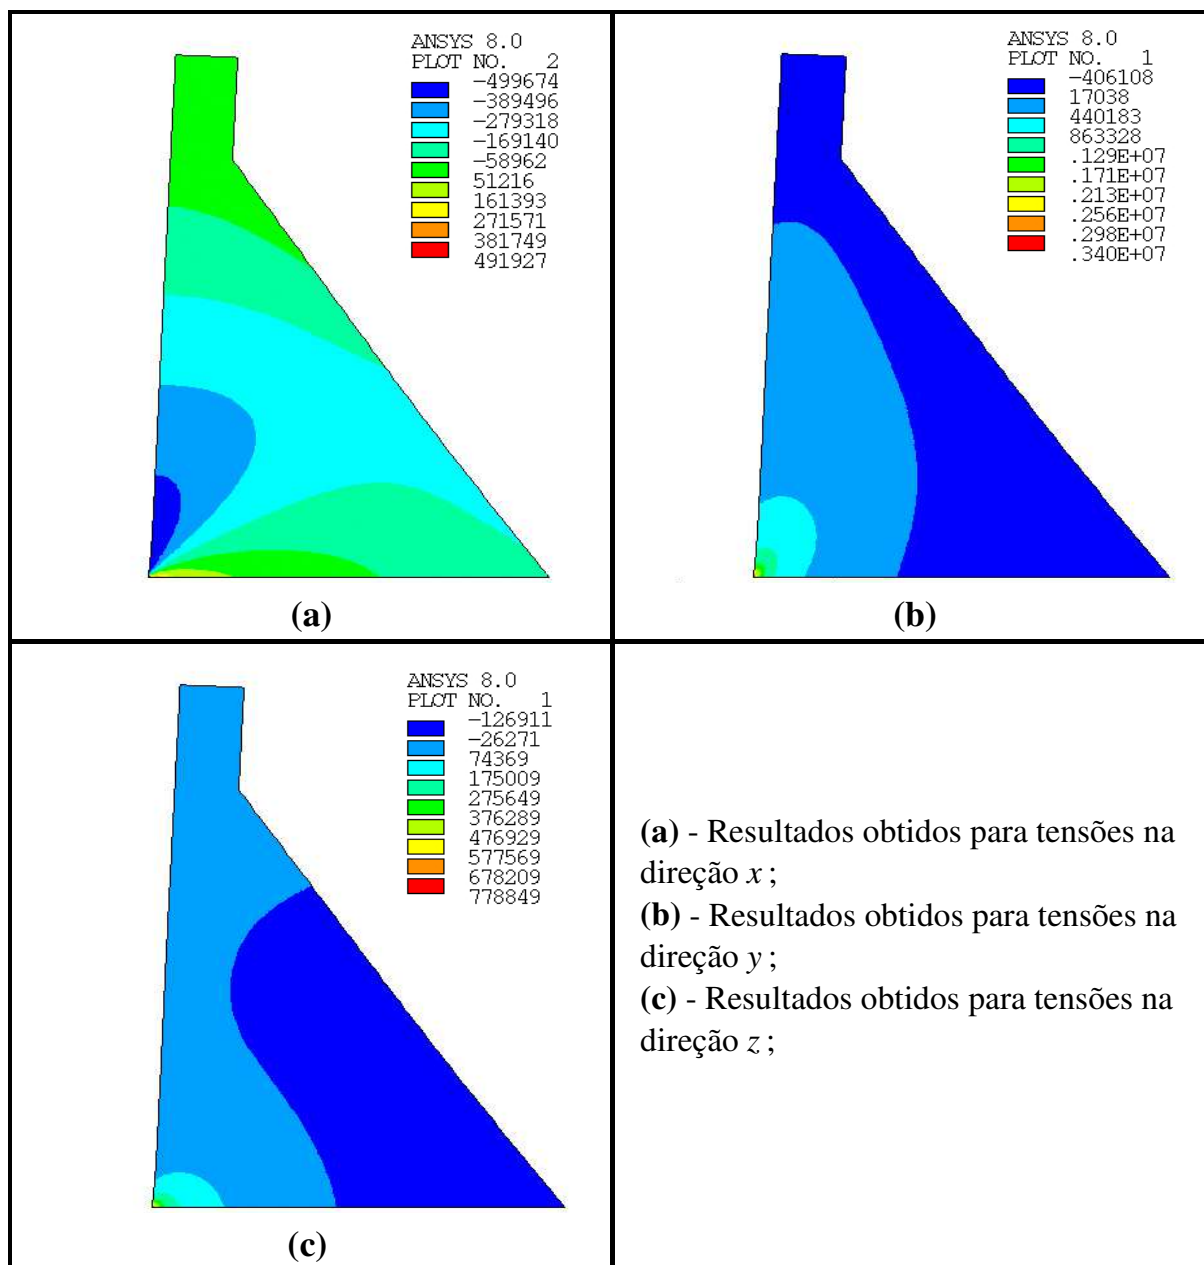 ANSYS 8.0
PLOT NO. 2
-499674
-389496
-279318
-169140
-58962
51216
161393
271571
381749
491927
(a)
ANSYS 8.0
PLOT NO. 1
-406108
17038
440183
863328
.129E+07
.171E+07
.213E+07
.256E+07
.298E+07
.340E+07
(b)
ANSYS 8.0
PLOT NO. 1
-126911
-26271
74369
175009
275649
376289
476929
577569
678209
778849
(c)
(a) - Resultados obtidos para tensões na
direção x;
(b) - Resultados obtidos para tensões na
direção y;
(c) - Resultados obtidos para tensões na
direção z;